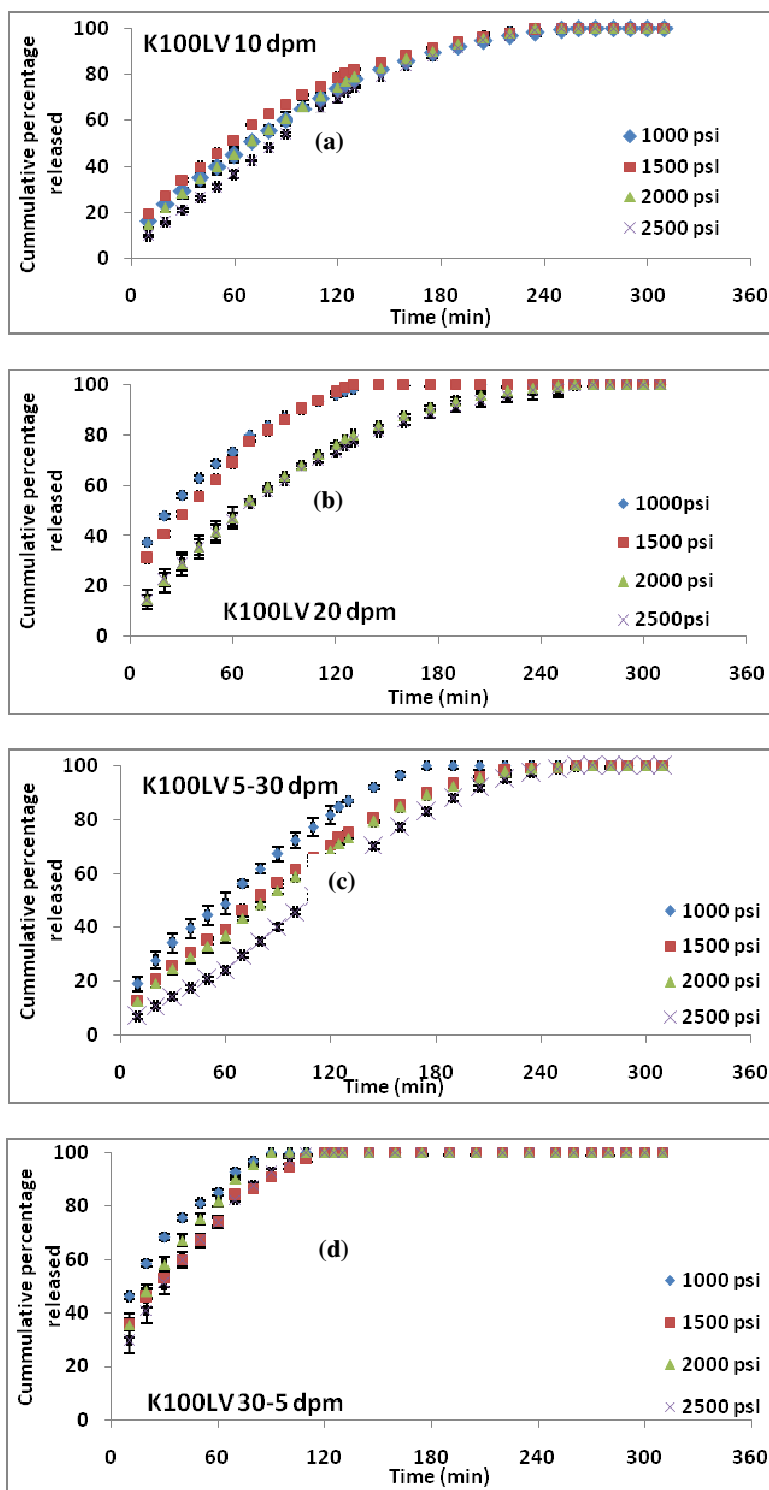 K100LV 10 dpm
Cummulative percentage
released
100
80
60
40
20
0
(a)
1000 psi
1500 psI
2000 psi
2500 psi
0 60 120 180 240 300 360
Time (min)
Cummulative percentage
released
100
80
60
40
20
0
(b)
1000psi
1500 psi
2000 psi
2500psi
K100LV 20 dpm
0 60 120 180 240 300 360
Time (min)
K100LV 5-30 dpm
Cummulative percentage
released
100
80
60
40
20
0
(c)
1000 psi
1500 psi
2000 psi
2500 psi
0 60 120 180 240 300 360
Time (min)
Cummulative percentage
released
100
80
60
40
20
0
(d)
1000 psi
1500 psi
2000 psi
2500 psI
K100LV 30-5 dpm
0 60 120 180 240 300 360
Time (min)